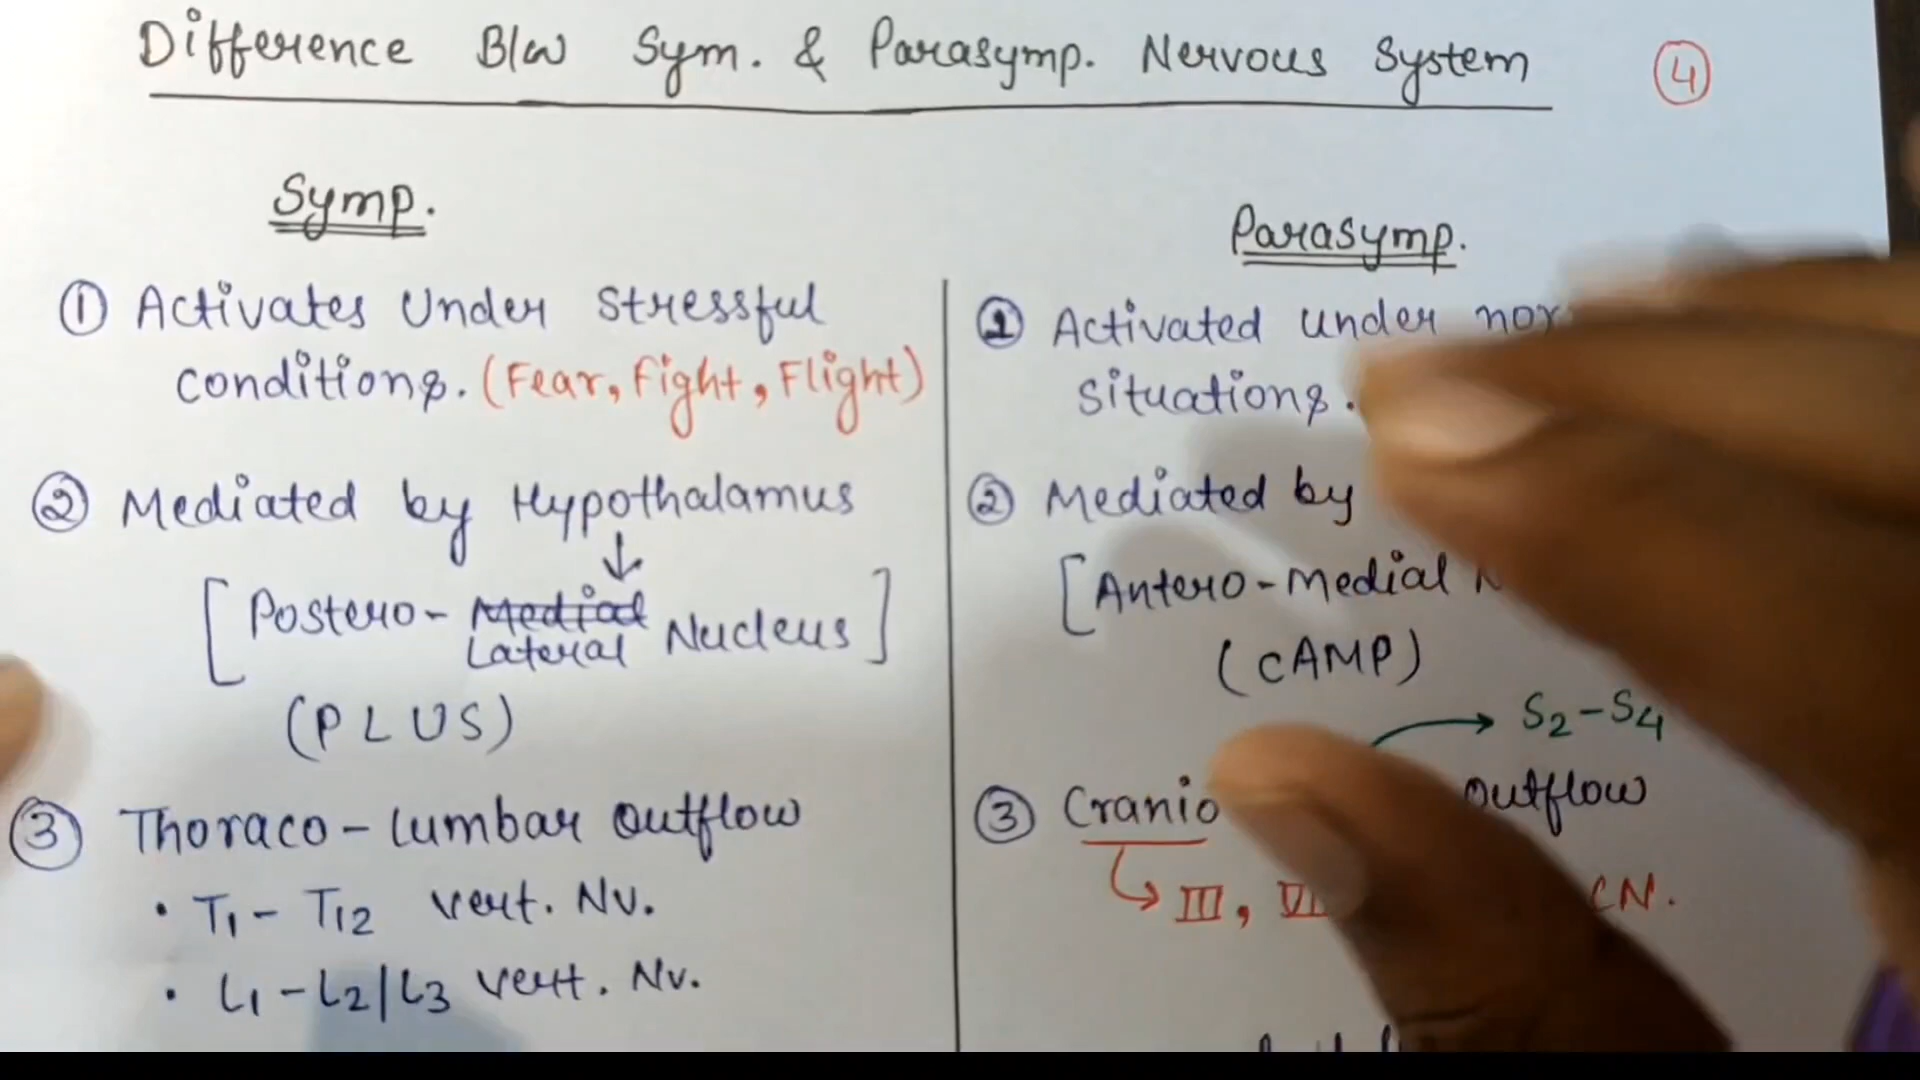 Difference B/w Sym. & Parasymp. Nervous System
4
Symp.
Parasymp.
① Activates Under Stressful
conditions. (Fear, Fight, Flight)
② Mediated by Hypothalamus
↓
[Postero- Medial Nucleus]
Lateral
(PLUS)
③ Thoraco-lumbar outflow
• T1 - T12 vert. Nv.
• L1 - L2/L3 vert. Nv.
① Activated under
situations.
② Mediated by
[Antero-Medial
(CAMP)
S2-S4
③ Cranio outflow
III, CN.